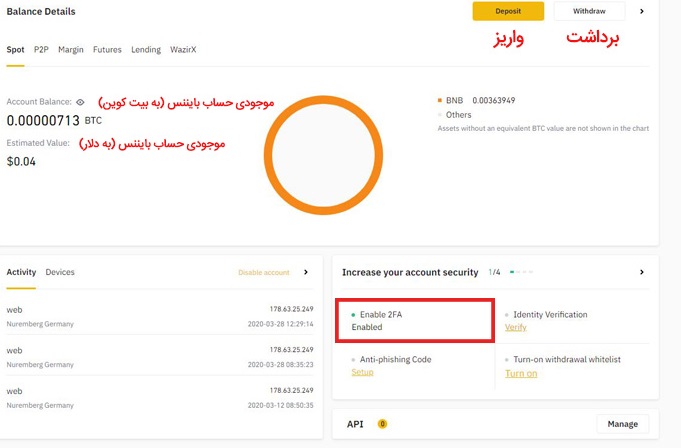 Balance Details
Deposit
Withdraw
واریز
برداشت
Spot P2P Margin Futures Lending WazirX
Account Balance:
موجودی حساب بایننس (به بیت کوین)
0.00000713 BTC
Estimated Value:
موجودی حساب بایننس (به دلار)
$0.04
BNB 0.00363949
Others
Assets without an equivalent BTC value are not shown in the chart
Activity Devices
Disable account
web 178.63.25.249
Nuremberg Germany 2020-03-28 12:29:14
web 178.63.25.249
Nuremberg Germany 2020-03-28 08:35:23
web 178.63.25.249
Nuremberg Germany 2020-03-12 08:50:35
Increase your account security 1/4
Enable 2FA
Enabled
Identity Verification
Verify
Anti-phishing Code
Setup
Turn-on withdrawal whitelist
Turn on
API 0
Manage